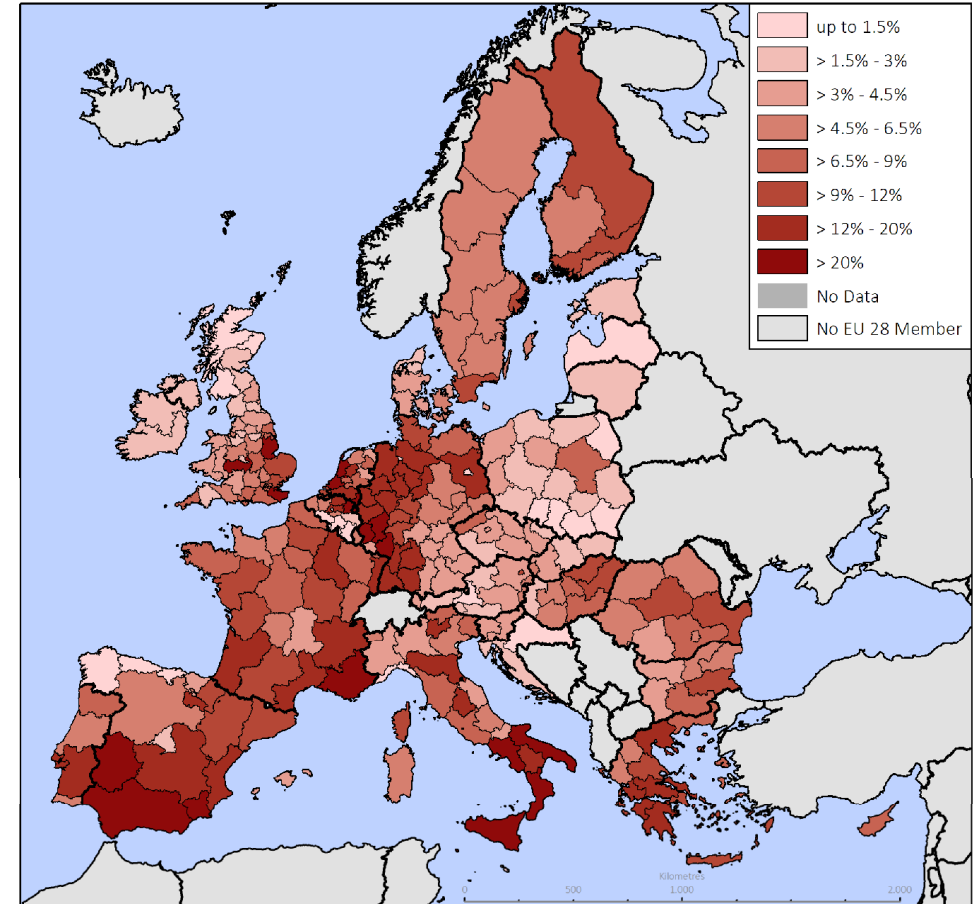 up to 1.5%
> 1.5% - 3%
> 3% - 4.5%
> 4.5% - 6.5%
> 6.5% - 9%
> 9% - 12%
> 12% - 20%
> 20%
No Data
No EU 28 Member
Kilometres
0 500 1.000 2.000